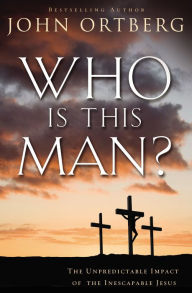 BESTSELLING AUTHOR
JOHN ORTBERG
WHO
IS THIS
MAN?
THE UNPREDICTABLE IMPACT
OF THE INESCAPABLE JESUS